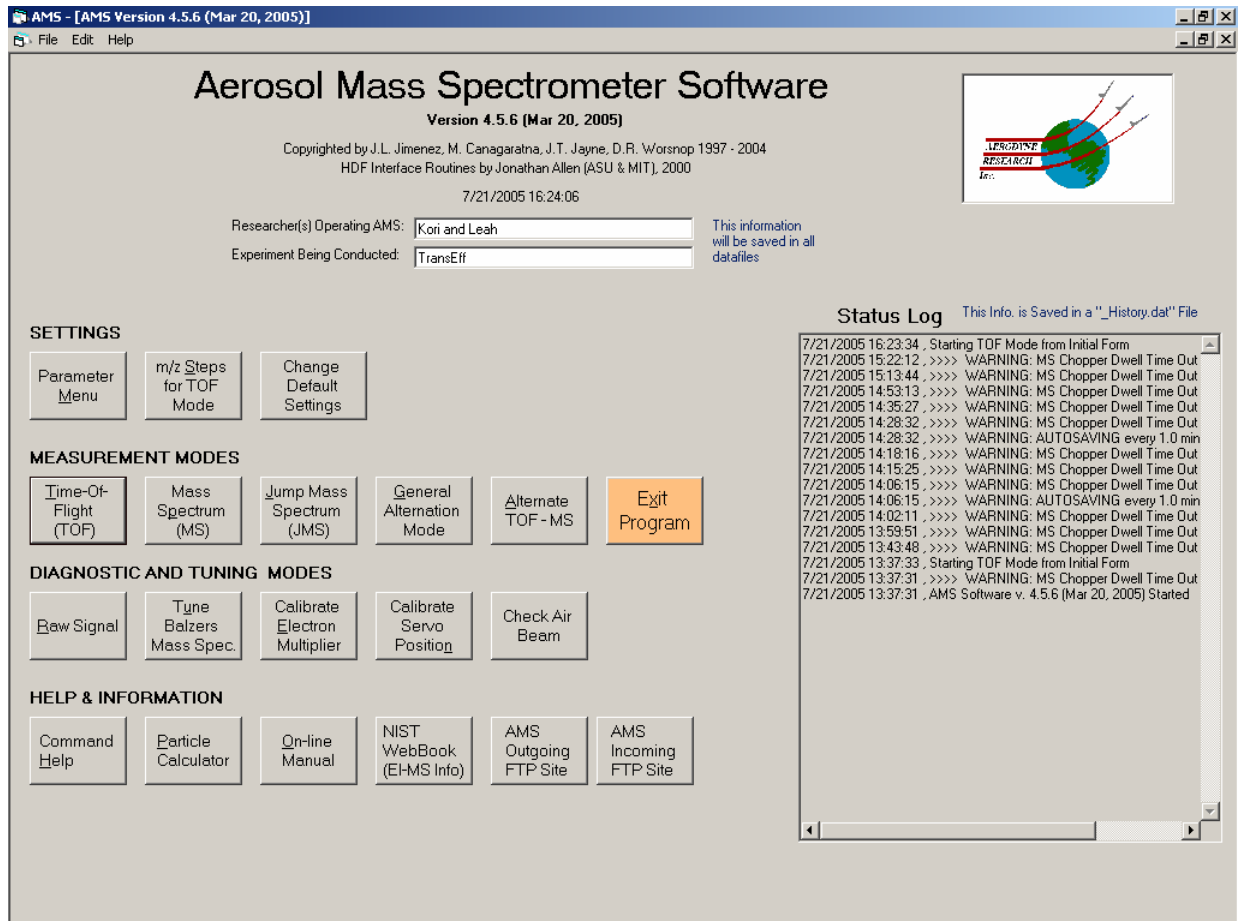 AMS - [AMS Version 4.5.6 (Mar 20, 2005)]
File Edit Help
Aerosol Mass Spectrometer Software
Version 4.5.6 (Mar 20, 2005)
Copyrighted by J.L. Jimenez, M. Canagaratna, J.T. Jayne, D.R. Worsnop 1997 - 2004
HDF Interface Routines by Jonathan Allen (ASU & MIT), 2000
7/21/2005 16:24:06
AERODYNE
RESEARCH
Inc.
Researcher(s) Operating AMS: Kori and Leah
Experiment Being Conducted: TransEff
This information
will be saved in all
datafiles
SETTINGS
Parameter
Menu
m/z Steps
for TOF
Mode
Change
Default
Settings
MEASUREMENT MODES
Time-Of-
Flight
(TOF)
Mass
Spectrum
(MS)
Jump Mass
Spectrum
(JMS)
General
Alternation
Mode
Alternate
TOF - MS
Exit
Program
DIAGNOSTIC AND TUNING MODES
Raw Signal
Tune
Balzers
Mass Spec.
Calibrate
Electron
Multiplier
Calibrate
Servo
Position
Check Air
Beam
HELP & INFORMATION
Command
Help
Particle
Calculator
On-line
Manual
NIST
WebBook
(EI-MS Info)
AMS
Outgoing
FTP Site
AMS
Incoming
FTP Site
Status Log
This Info. is Saved in a "_History.dat" File
7/21/2005 16:23:34 , Starting TOF Mode from Initial Form
7/21/2005 15:22:12 , >>>> WARNING: MS Chopper Dwell Time Out
7/21/2005 15:13:44 , >>>> WARNING: MS Chopper Dwell Time Out
7/21/2005 14:53:13 , >>>> WARNING: MS Chopper Dwell Time Out
7/21/2005 14:35:27 , >>>> WARNING: MS Chopper Dwell Time Out
7/21/2005 14:28:32 , >>>> WARNING: MS Chopper Dwell Time Out
7/21/2005 14:28:32 , >>>> WARNING: AUTOSAVING every 1.0 min
7/21/2005 14:18:16 , >>>> WARNING: MS Chopper Dwell Time Out
7/21/2005 14:15:25 , >>>> WARNING: MS Chopper Dwell Time Out
7/21/2005 14:06:15 , >>>> WARNING: MS Chopper Dwell Time Out
7/21/2005 14:06:15 , >>>> WARNING: AUTOSAVING every 1.0 min
7/21/2005 14:02:11 , >>>> WARNING: MS Chopper Dwell Time Out
7/21/2005 13:59:51 , >>>> WARNING: MS Chopper Dwell Time Out
7/21/2005 13:43:48 , >>>> WARNING: MS Chopper Dwell Time Out
7/21/2005 13:37:33 , Starting TOF Mode from Initial Form
7/21/2005 13:37:31 , >>>> WARNING: MS Chopper Dwell Time Out
7/21/2005 13:37:31 , AMS Software v. 4.5.6 (Mar 20, 2005) Started